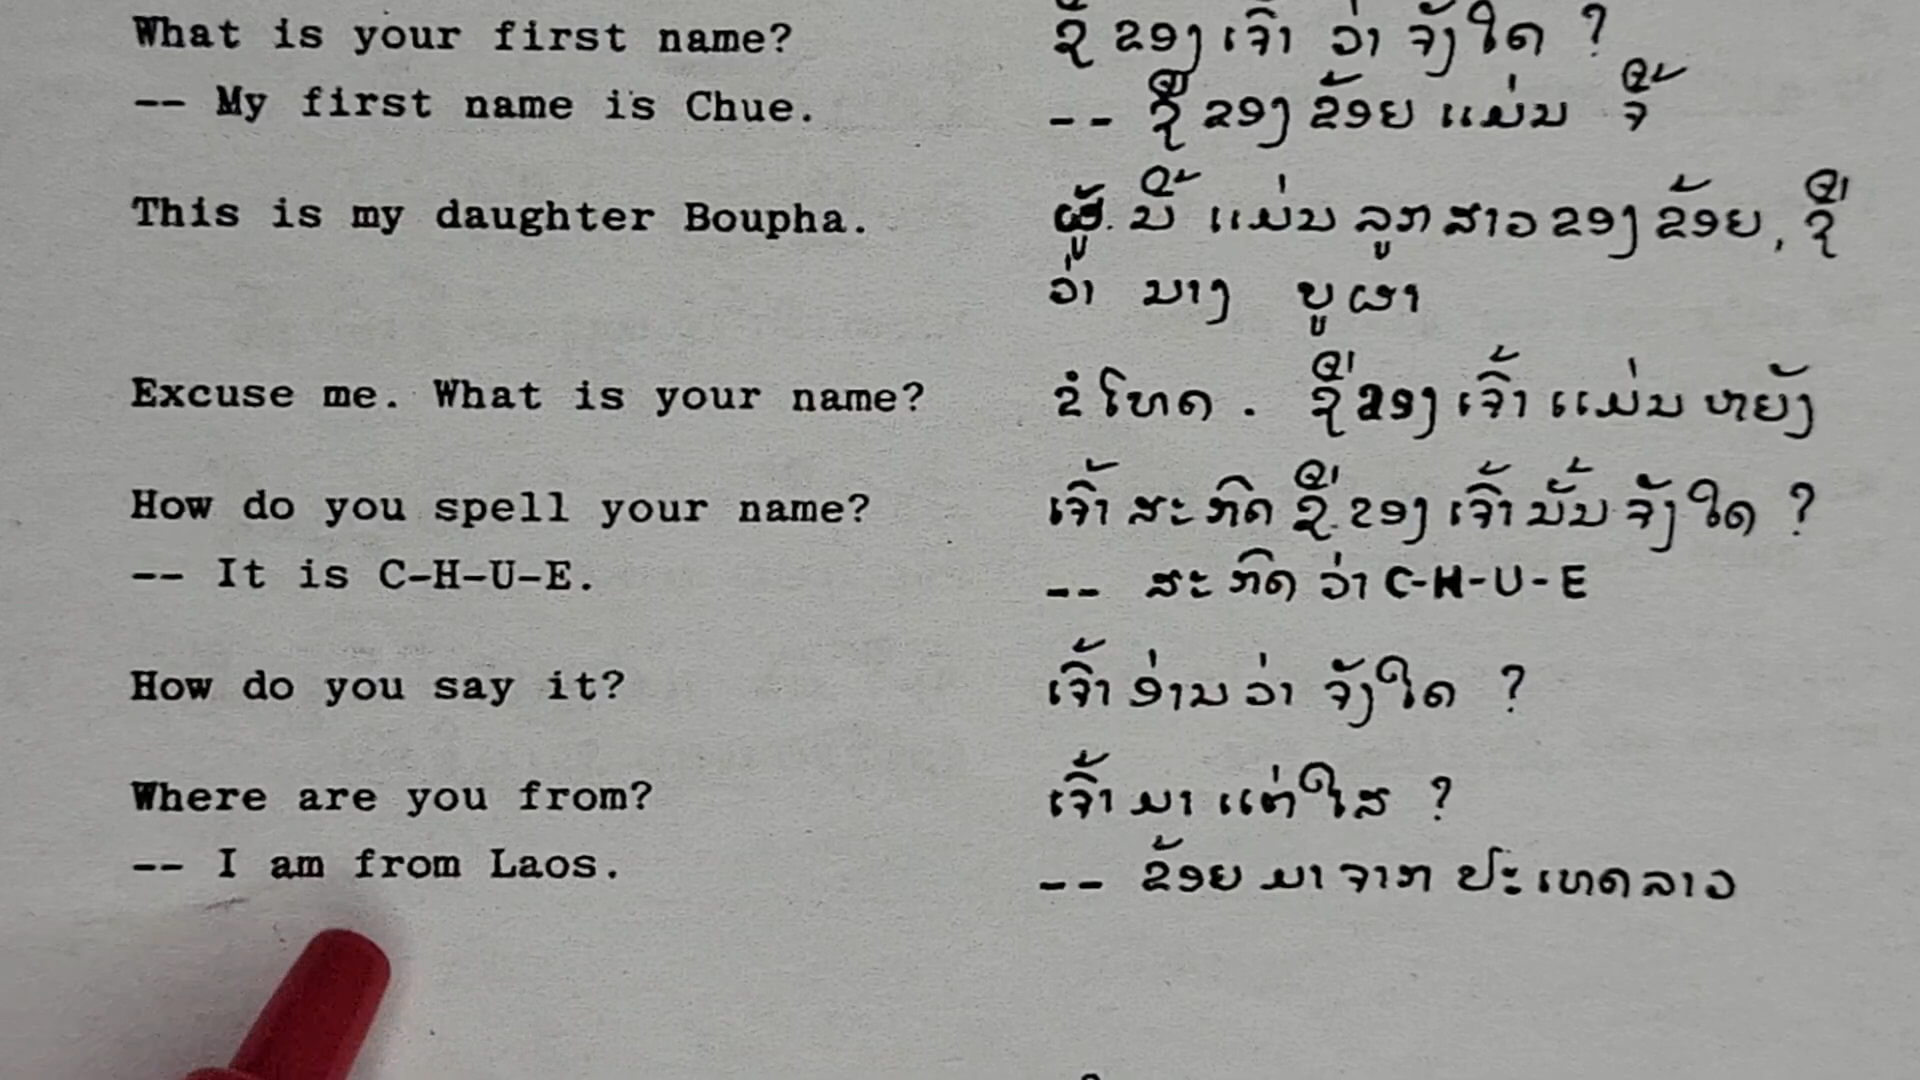 What is your first name? ຊື່ ຂອງ ເຈົ້າ ວ່າ ຈັ່ງໃດ ?
-- My first name is Chue. -- ຊື່ ຂອງ ຂ້ອຍ ແມ່ນ ຈື້
This is my daughter Boupha. ຜູ້ ນີ້ ແມ່ນ ລູກ ສາວ ຂອງ ຂ້ອຍ, ຊື່
ວ່າ ນາງ ບູຜາ
Excuse me. What is your name? ຂໍໂທດ . ຊື່ ຂອງ ເຈົ້າ ແມ່ນ ຫຍັງ
How do you spell your name? ເຈົ້າ ສະກົດ ຊື່ ຂອງ ເຈົ້າ ນັ້ນ ຈັ່ງໃດ ?
-- It is C-H-U-E. -- ສະກົດ ວ່າ C-H-U-E
How do you say it? ເຈົ້າ ອ່ານ ວ່າ ຈັ່ງໃດ ?
Where are you from? ເຈົ້າ ມາ ແຕ່ໃສ ?
-- I am from Laos. -- ຂ້ອຍ ມາ ຈາກ ປະເທດລາວ